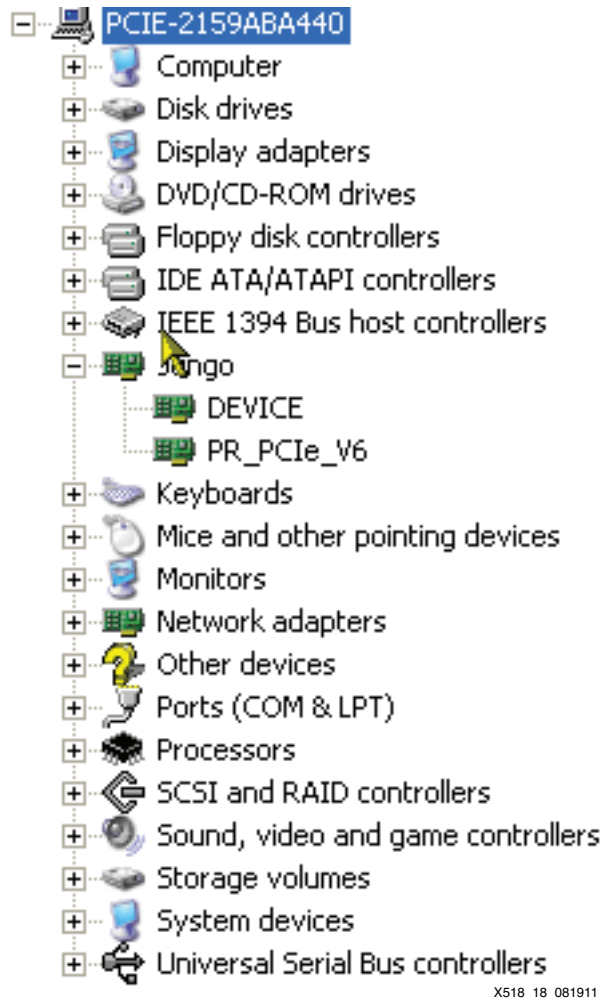 PCIE-2159ABA440
Computer
Disk drives
Display adapters
DVD/CD-ROM drives
Floppy disk controllers
IDE ATA/ATAPI controllers
IEEE 1394 Bus host controllers
Jungo
DEVICE
PR_PCIe_V6
Keyboards
Mice and other pointing devices
Monitors
Network adapters
Other devices
Ports (COM & LPT)
Processors
SCSI and RAID controllers
Sound, video and game controllers
Storage volumes
System devices
Universal Serial Bus controllers
X518_18_081911